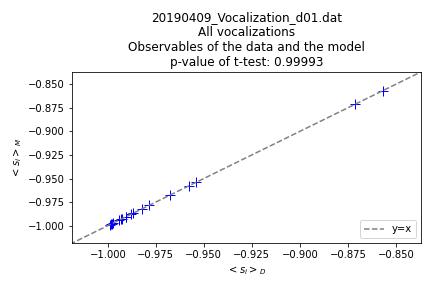 20190409_Vocalization_d01.dat
All vocalizations
Observables of the data and the model
p-value of t-test: 0.99993
< s_i >_M
−0.850
−0.875
−0.900
−0.925
−0.950
−0.975
−1.000
y=x
−1.000 −0.975 −0.950 −0.925 −0.900 −0.875 −0.850
< s_i >_D